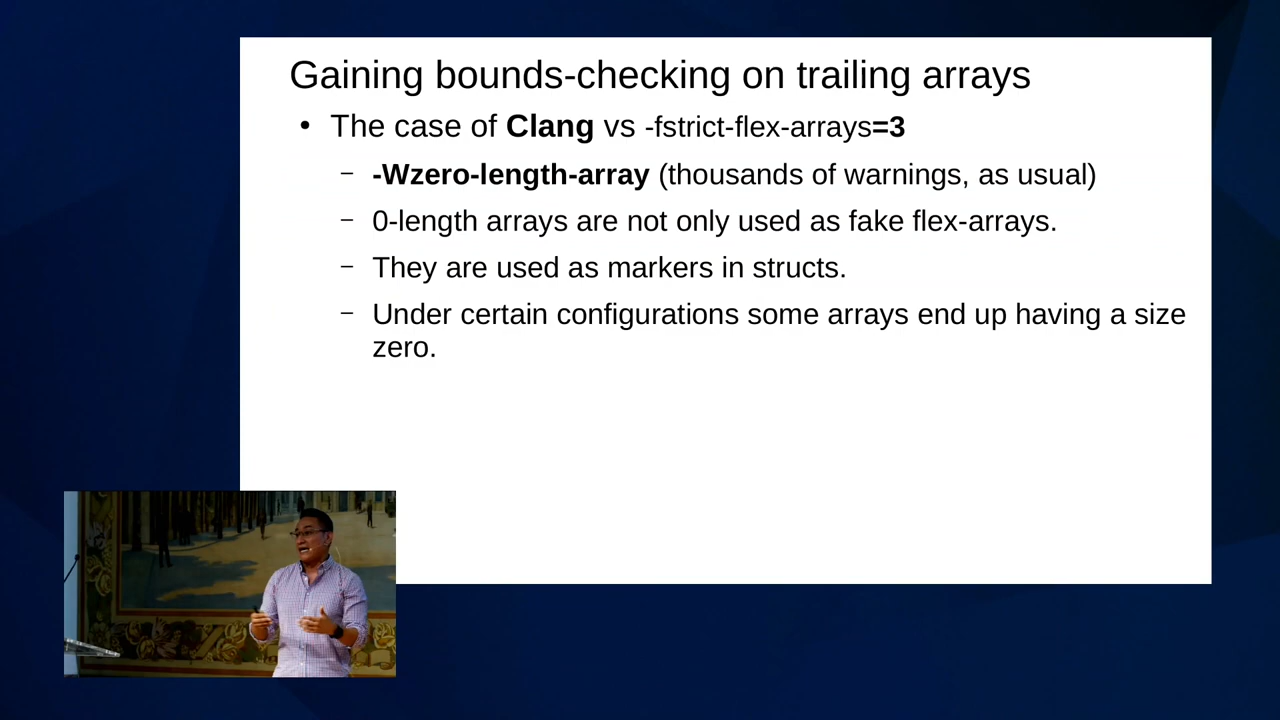 Gaining bounds-checking on trailing arrays
• The case of Clang vs -fstrict-flex-arrays=3
– -Wzero-length-array (thousands of warnings, as usual)
– 0-length arrays are not only used as fake flex-arrays.
– They are used as markers in structs.
– Under certain configurations some arrays end up having a size
zero.